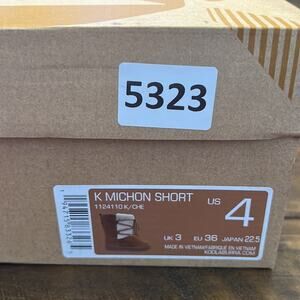 5323
K MICHON SHORT
1124110 K/CHE
US 4
UK 3 EU 36 JAPAN 22.5
MADE IN VIETNAM/FABRIQUÉ EN VIETNAM
KOOLABURRA.COM